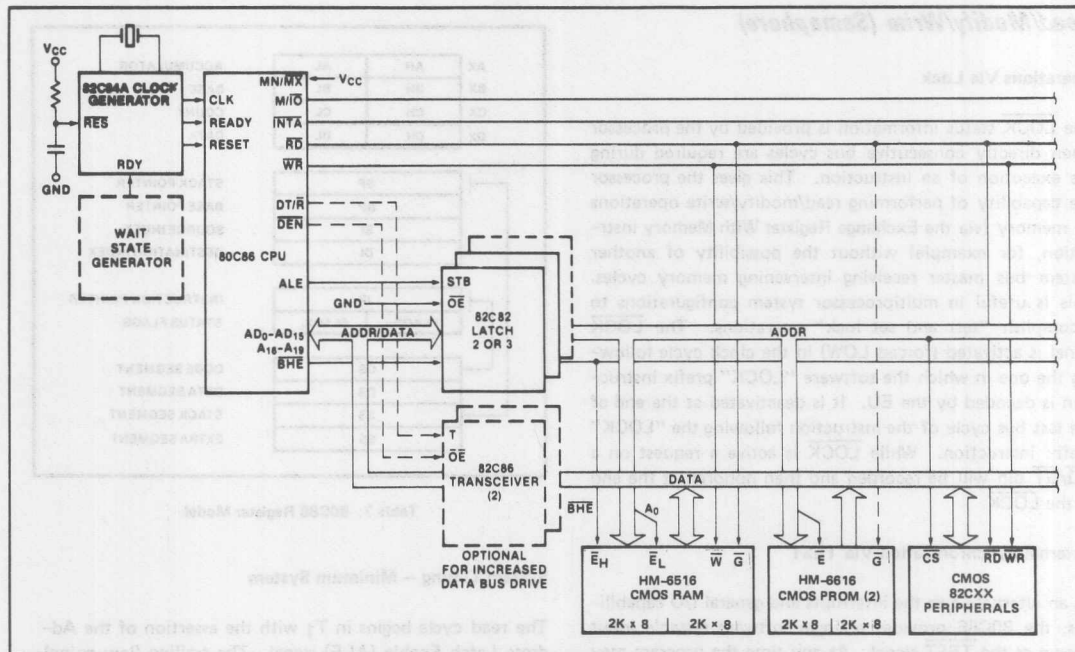 VCC
82C84A CLOCK
GENERATOR
RES
RDY
GND
WAIT
STATE
GENERATOR
CLK
READY
RESET
MN/MX
VCC
M/IO
INTA
RD
WR
DT/R
DEN
80C86 CPU
ALE
GND
AD0-AD15
A16-A19
BHE
ADDR/DATA
STB
OE
82C82
LATCH
2 OR 3
ADDR
T
OE
82C86
TRANSCEIVER
(2)
OPTIONAL
FOR INCREASED
DATA BUS DRIVE
DATA
BHE
A0
EH
EL
W
G
HM-6516
CMOS RAM
2K x 8
2K x 8
E
G
HM-6616
CMOS PROM (2)
2K x 8
2K x 8
CS
RD
WR
CMOS
82CXX
PERIPHERALS